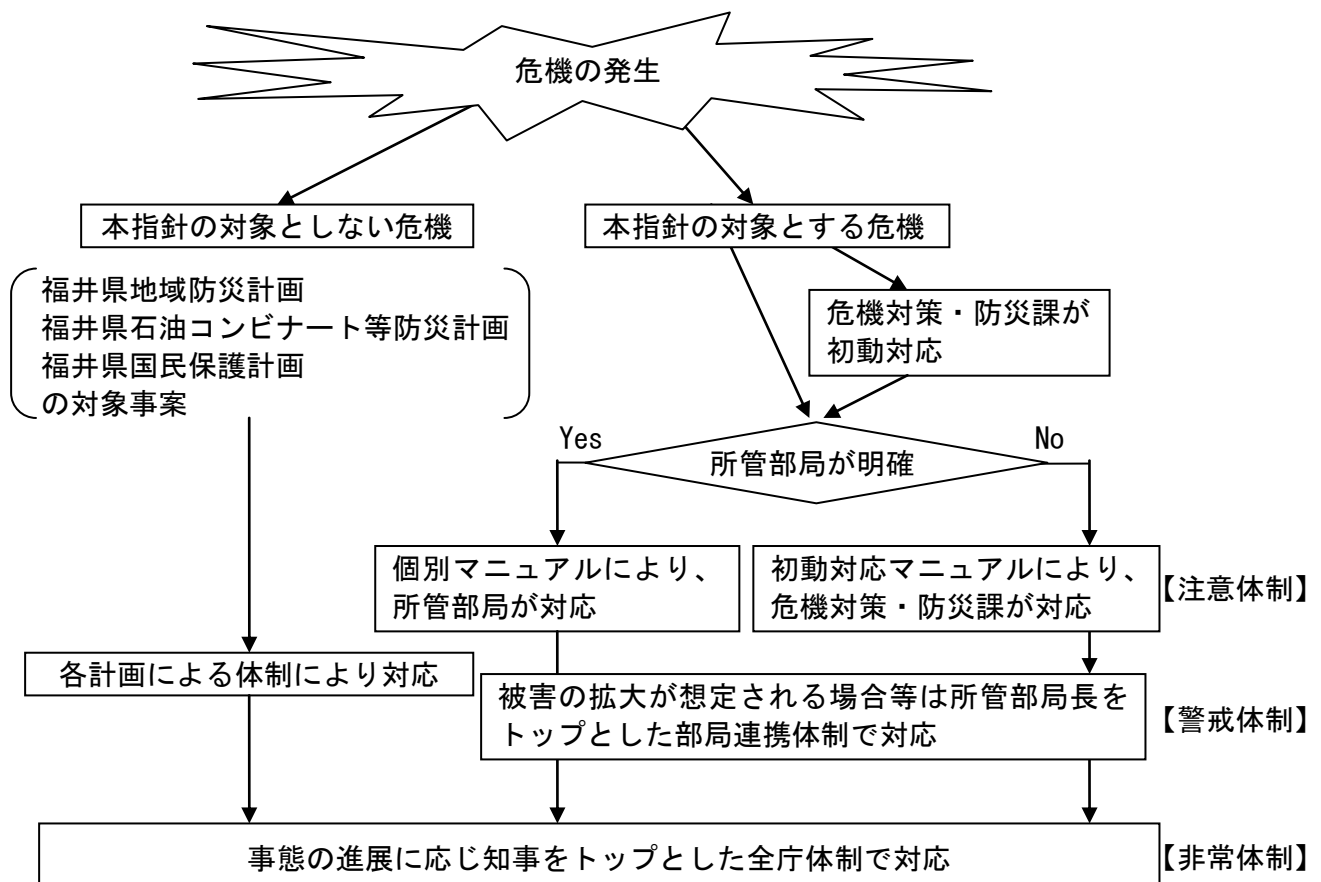 危機の発生
本指針の対象としない危機
本指針の対象とする危機
福井県地域防災計画
福井県石油コンビナート等防災計画
福井県国民保護計画
の対象事案
危機対策・防災課が
初動対応
Yes
所管部局が明確
No
個別マニュアルにより、
所管部局が対応
初動対応マニュアルにより、
危機対策・防災課が対応
【注意体制】
各計画による体制により対応
被害の拡大が想定される場合等は所管部局長を
トップとした部局連携体制で対応
【警戒体制】
事態の進展に応じ知事をトップとした全庁体制で対応
【非常体制】